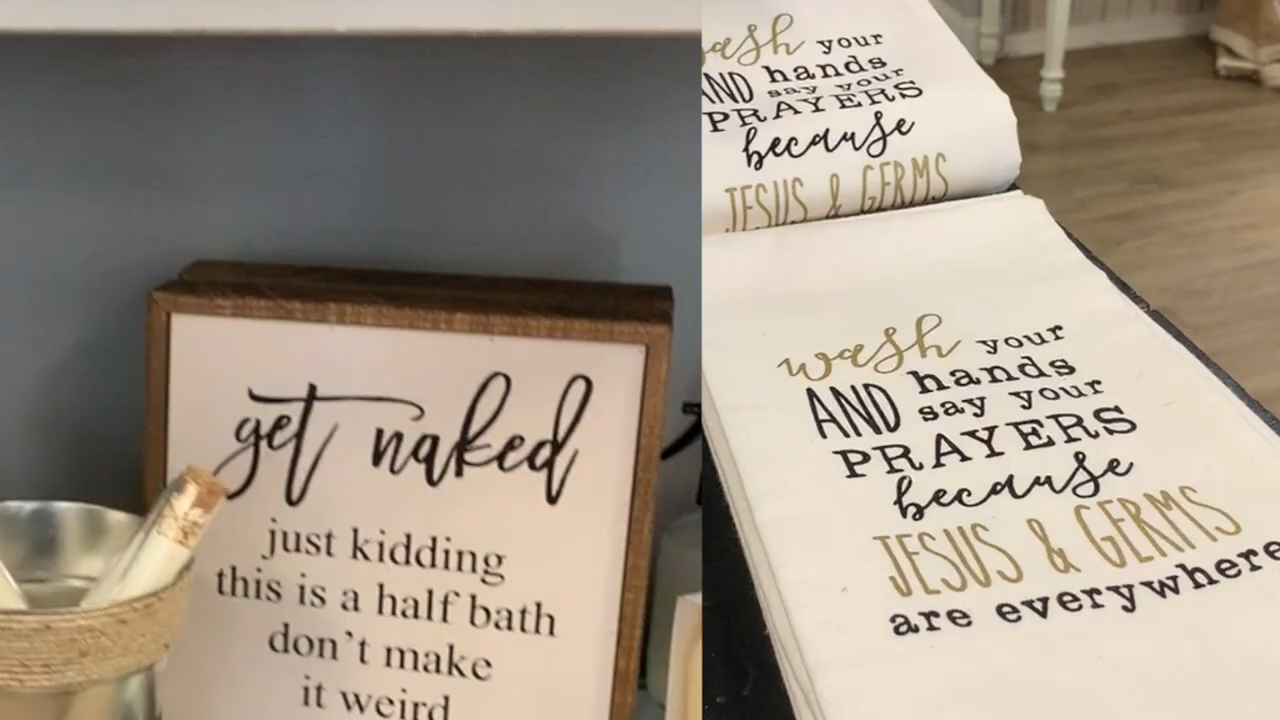 get naked
just kidding
this is a half bath
don't make
it weird
your
AND hands
say your
PRAYERS
because
JESUS & GERMS
wash your
AND hands
say your
PRAYERS
because
JESUS & GERMS
are everywhere